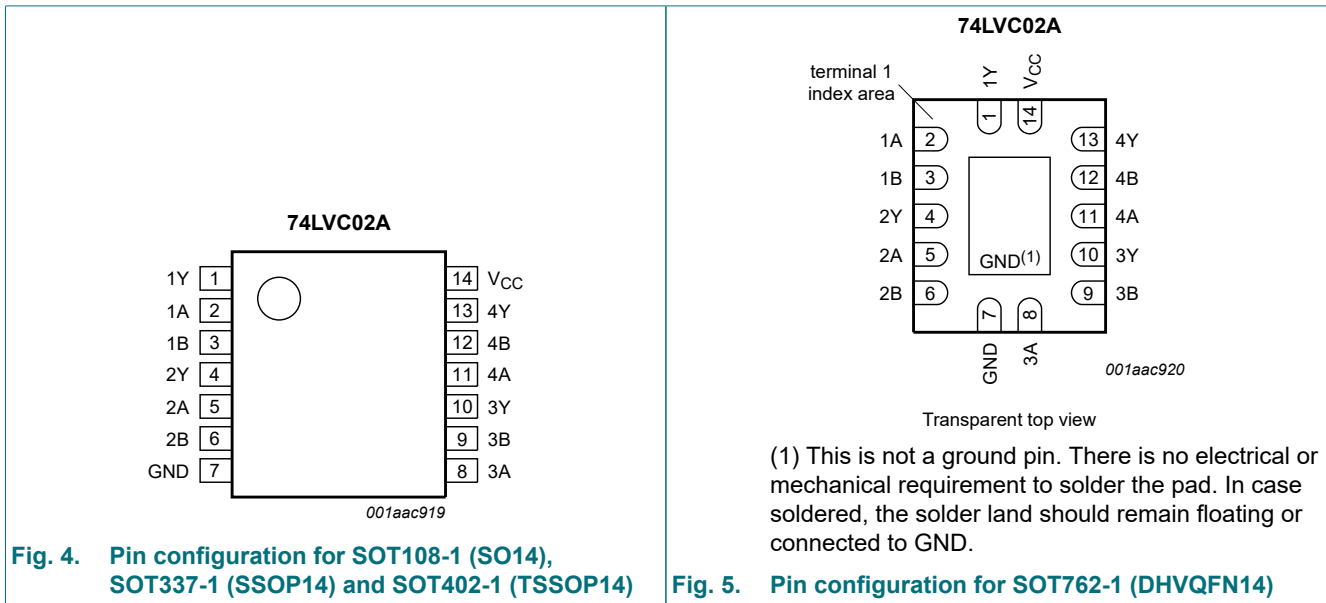 74LVC02A
1Y 1
1A 2
1B 3
2Y 4
2A 5
2B 6
GND 7
14 VCC
13 4Y
12 4B
11 4A
10 3Y
9 3B
8 3A
001aac919
Fig. 4. Pin configuration for SOT108-1 (SO14),
SOT337-1 (SSOP14) and SOT402-1 (TSSOP14)
74LVC02A
terminal 1
index area
1Y
VCC
1
14
1A 2
1B 3
2Y 4
2A 5
2B 6
13 4Y
12 4B
11 4A
10 3Y
9 3B
GND(1)
7
8
GND
3A
001aac920
Transparent top view
(1) This is not a ground pin. There is no electrical or
mechanical requirement to solder the pad. In case
soldered, the solder land should remain floating or
connected to GND.
Fig. 5. Pin configuration for SOT762-1 (DHVQFN14)